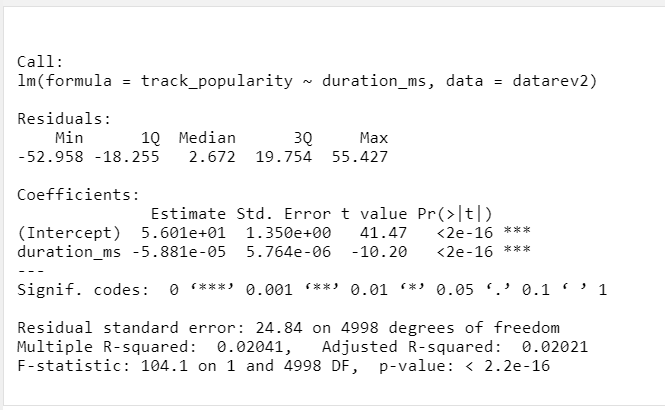 Call:
lm(formula = track_popularity ~ duration_ms, data = datarev2)
Residuals:
Min 1Q Median 3Q Max
-52.958 -18.255 2.672 19.754 55.427
Coefficients:
Estimate Std. Error t value Pr(>|t|)
(Intercept) 5.601e+01 1.350e+00 41.47 <2e-16 ***
duration_ms -5.881e-05 5.764e-06 -10.20 <2e-16 ***
---
Signif. codes: 0 ‘***’ 0.001 ‘**’ 0.01 ‘*’ 0.05 ‘.’ 0.1 ‘ ’ 1
Residual standard error: 24.84 on 4998 degrees of freedom
Multiple R-squared: 0.02041, Adjusted R-squared: 0.02021
F-statistic: 104.1 on 1 and 4998 DF, p-value: < 2.2e-16